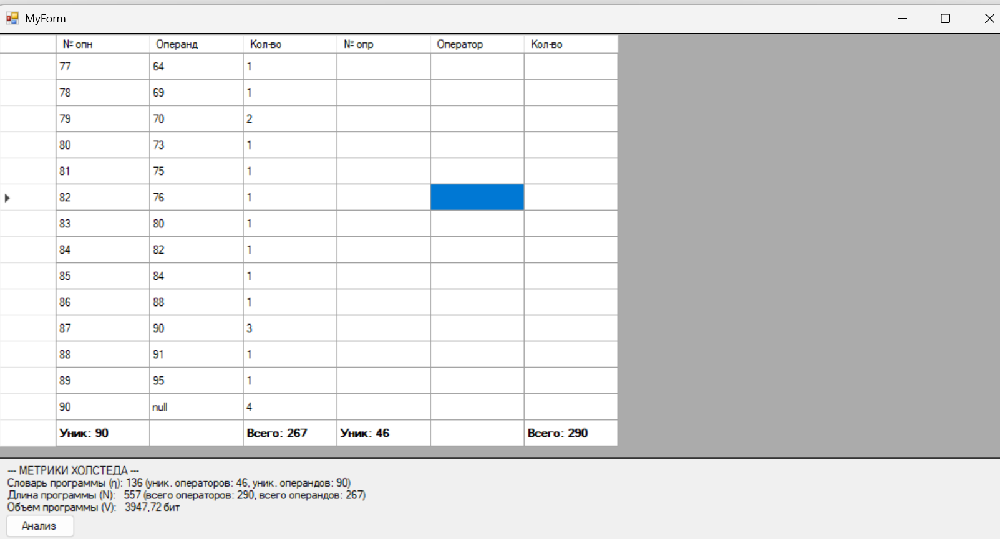 MyForm
№ опн Операнд Кол-во № опр Оператор Кол-во
77 64 1
78 69 1
79 70 2
80 73 1
81 75 1
82 76 1
83 80 1
84 82 1
85 84 1
86 88 1
87 90 3
88 91 1
89 95 1
90 null 4
Уник: 90 Всего: 267 Уник: 46 Всего: 290
--- МЕТРИКИ ХОЛСТЕДА ---
Словарь программы (η): 136 (уник. операторов: 46, уник. операндов: 90)
Длина программы (N): 557 (всего операторов: 290, всего операндов: 267)
Объем программы (V): 3947,72 бит
Анализ